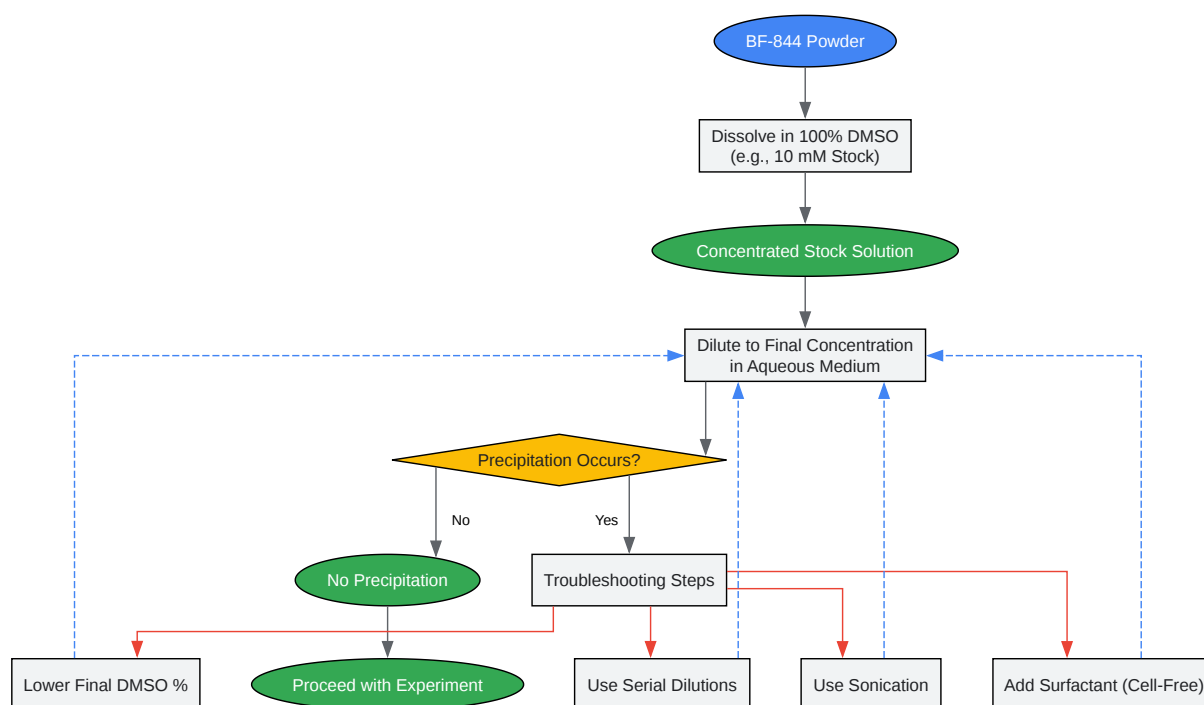 BF-844 Powder
Dissolve in 100% DMSO
(e.g., 10 mM Stock)
Concentrated Stock Solution
Dilute to Final Concentration
in Aqueous Medium
Precipitation Occurs?
No
Yes
No Precipitation
Troubleshooting Steps
Lower Final DMSO %
Proceed with Experiment
Use Serial Dilutions
Use Sonication
Add Surfactant (Cell-Free)